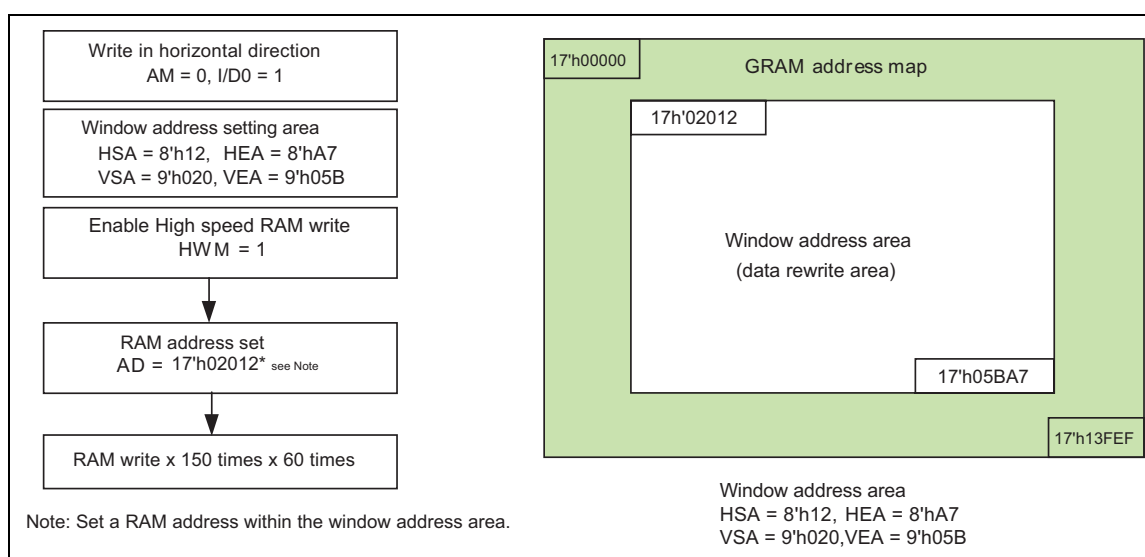 Write in horizontal direction
AM = 0, I/D0 = 1
Window address setting area
HSA = 8'h12, HEA = 8'hA7
VSA = 9'h020, VEA = 9'h05B
Enable High speed RAM write
HWM = 1
RAM address set
AD = 17'h02012* see Note
RAM write x 150 times x 60 times
Note: Set a RAM address within the window address area.
17'h00000
GRAM address map
17h'02012
Window address area
(data rewrite area)
17'h05BA7
17'h13FEF
Window address area
HSA = 8'h12, HEA = 8'hA7
VSA = 9'h020,VEA = 9'h05B